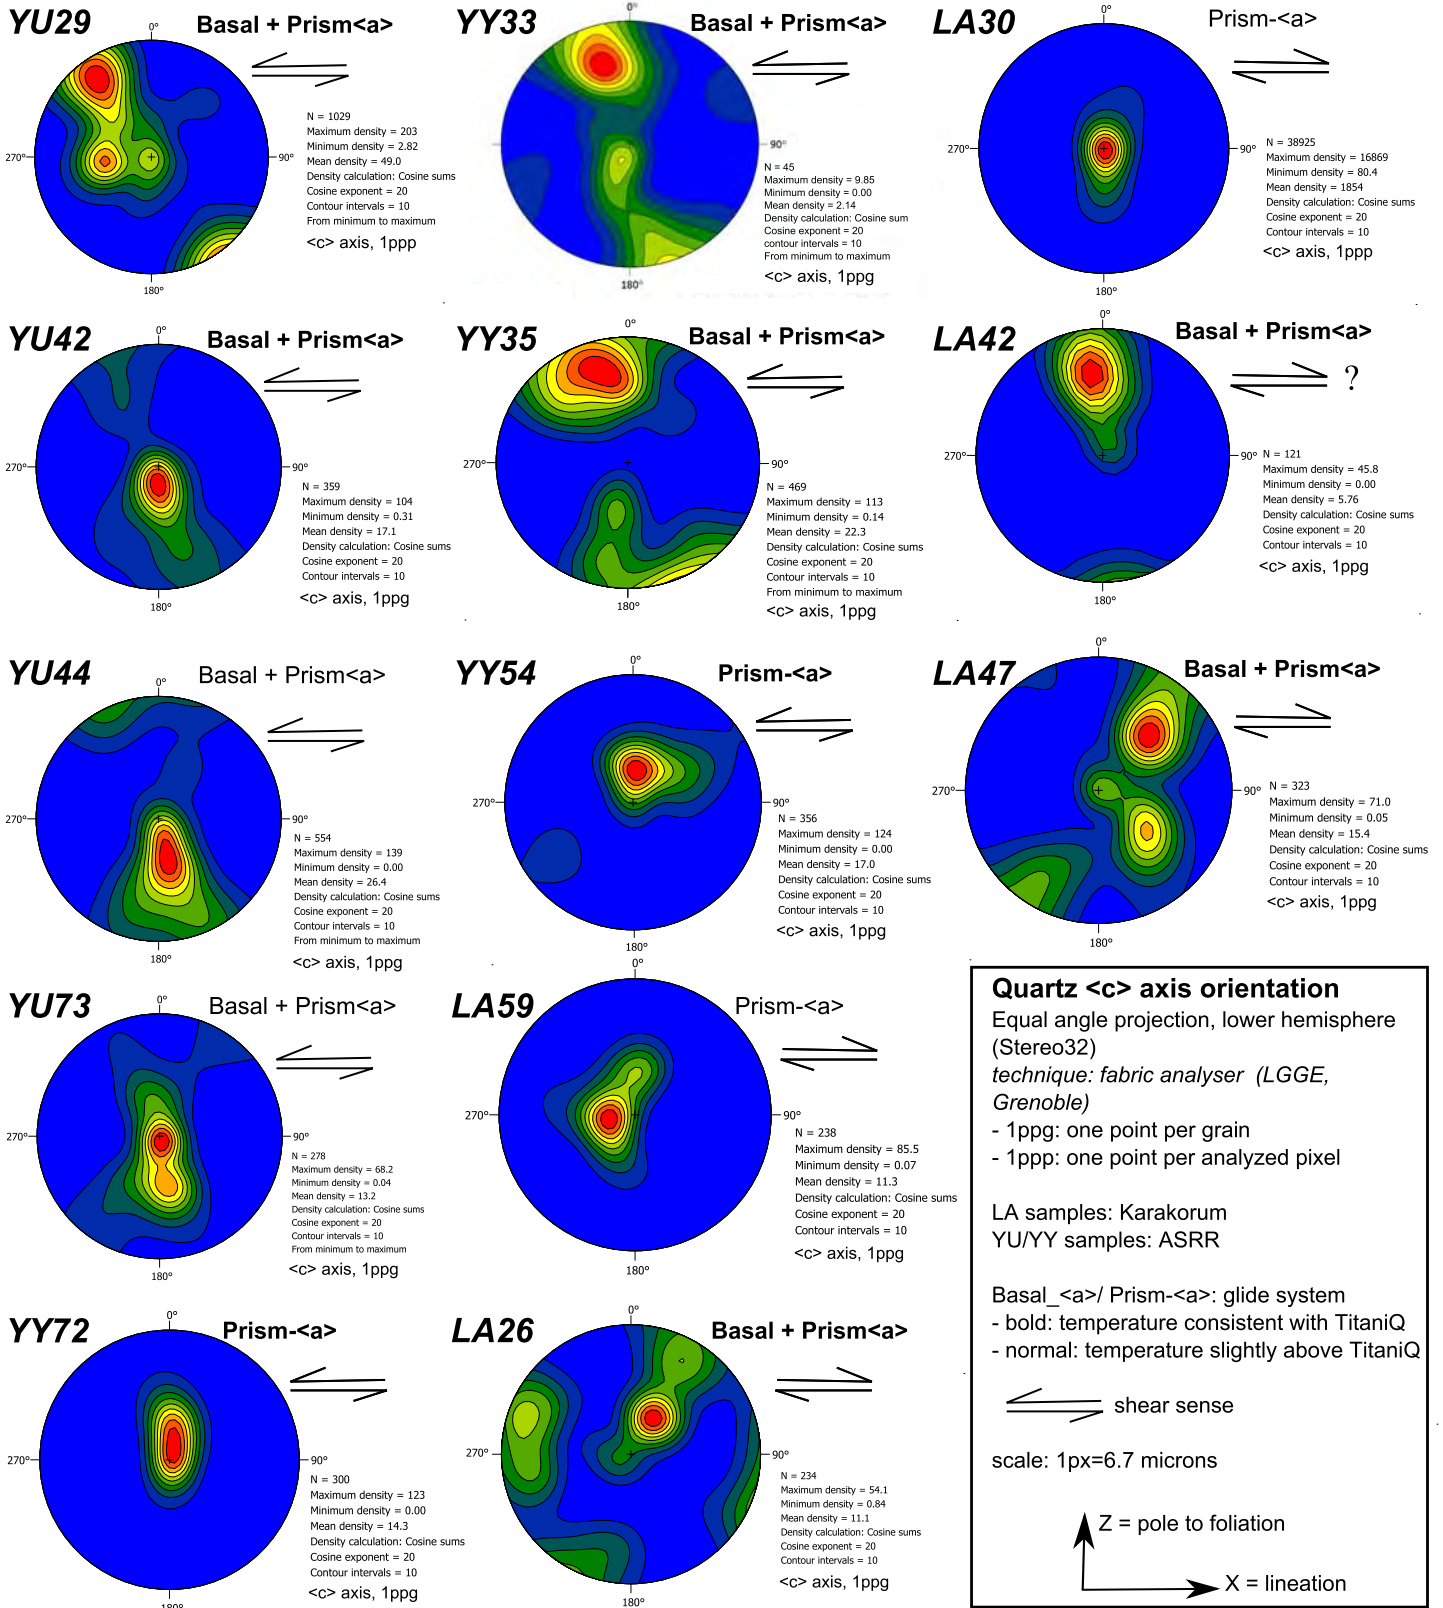 YU29
Basal + Prism<a>
0°
270°
90°
180°
N = 1029
Maximum density = 203
Minimum density = 2.82
Mean density = 49.0
Density calculation: Cosine sums
Cosine exponent = 20
Contour intervals = 10
From minimum to maximum
<c> axis, 1ppp
YY33
Basal + Prism<a>
0°
90°
180°
N = 45
Maximum density = 9.85
Minimum density = 0.00
Mean density = 2.14
Density calculation: Cosine sum
Cosine exponent = 20
contour intervals = 10
From minimum to maximum
<c> axis, 1ppg
LA30
Prism-<a>
0°
270°
90°
180°
N = 38925
Maximum density = 16869
Minimum density = 80.4
Mean density = 1854
Density calculation: Cosine sums
Cosine exponent = 20
Contour intervals = 10
<c> axis, 1ppp
YU42
Basal + Prism<a>
0°
270°
90°
180°
N = 359
Maximum density = 104
Minimum density = 0.31
Mean density = 17.1
Density calculation: Cosine sums
Cosine exponent = 20
Contour intervals = 10
<c> axis, 1ppg
YY35
Basal + Prism<a>
0°
270°
90°
180°
N = 469
Maximum density = 113
Minimum density = 0.14
Mean density = 22.3
Density calculation: Cosine sums
Cosine exponent = 20
Contour intervals = 10
From minimum to maximum
<c> axis, 1ppg
LA42
Basal + Prism<a>
?
0°
270°
90°
180°
N = 121
Maximum density = 45.8
Minimum density = 0.00
Mean density = 5.76
Density calculation: Cosine sums
Cosine exponent = 20
Contour intervals = 10
<c> axis, 1ppg
YU44
Basal + Prism<a>
0°
270°
90°
180°
N = 554
Maximum density = 139
Minimum density = 0.00
Mean density = 26.4
Density calculation: Cosine sums
Cosine exponent = 20
Contour intervals = 10
From minimum to maximum
<c> axis, 1ppg
YY54
Prism-<a>
0°
270°
90°
180°
N = 356
Maximum density = 124
Minimum density = 0.00
Mean density = 17.0
Density calculation: Cosine sums
Cosine exponent = 20
Contour intervals = 10
<c> axis, 1ppg
LA47
Basal + Prism<a>
0°
270°
90°
180°
N = 323
Maximum density = 71.0
Minimum density = 0.05
Mean density = 15.4
Density calculation: Cosine sums
Cosine exponent = 20
Contour intervals = 10
<c> axis, 1ppg
YU73
Basal + Prism<a>
0°
270°
90°
180°
N = 278
Maximum density = 68.2
Minimum density = 0.04
Mean density = 13.2
Density calculation: Cosine sums
Cosine exponent = 20
Contour intervals = 10
From minimum to maximum
<c> axis, 1ppg
LA59
Prism-<a>
0°
270°
90°
180°
N = 238
Maximum density = 85.5
Minimum density = 0.07
Mean density = 11.3
Density calculation: Cosine sums
Cosine exponent = 20
Contour intervals = 10
<c> axis, 1ppg
YY72
Prism-<a>
0°
270°
90°
180°
N = 300
Maximum density = 123
Minimum density = 0.00
Mean density = 14.3
Density calculation: Cosine sums
Cosine exponent = 20
Contour intervals = 10
<c> axis, 1ppg
LA26
Basal + Prism<a>
0°
270°
90°
180°
N = 234
Maximum density = 54.1
Minimum density = 0.84
Mean density = 11.1
Density calculation: Cosine sums
Cosine exponent = 20
Contour intervals = 10
<c> axis, 1ppg
Quartz <c> axis orientation
Equal angle projection, lower hemisphere
(Stereo32)
technique: fabric analyser (LGGE,
Grenoble)
- 1ppg: one point per grain
- 1ppp: one point per analyzed pixel
LA samples: Karakorum
YU/YY samples: ASRR
Basal_<a>/ Prism-<a>: glide system
- bold: temperature consistent with TitaniQ
- normal: temperature slightly above TitaniQ
shear sense
scale: 1px=6.7 microns
Z = pole to foliation
X = lineation